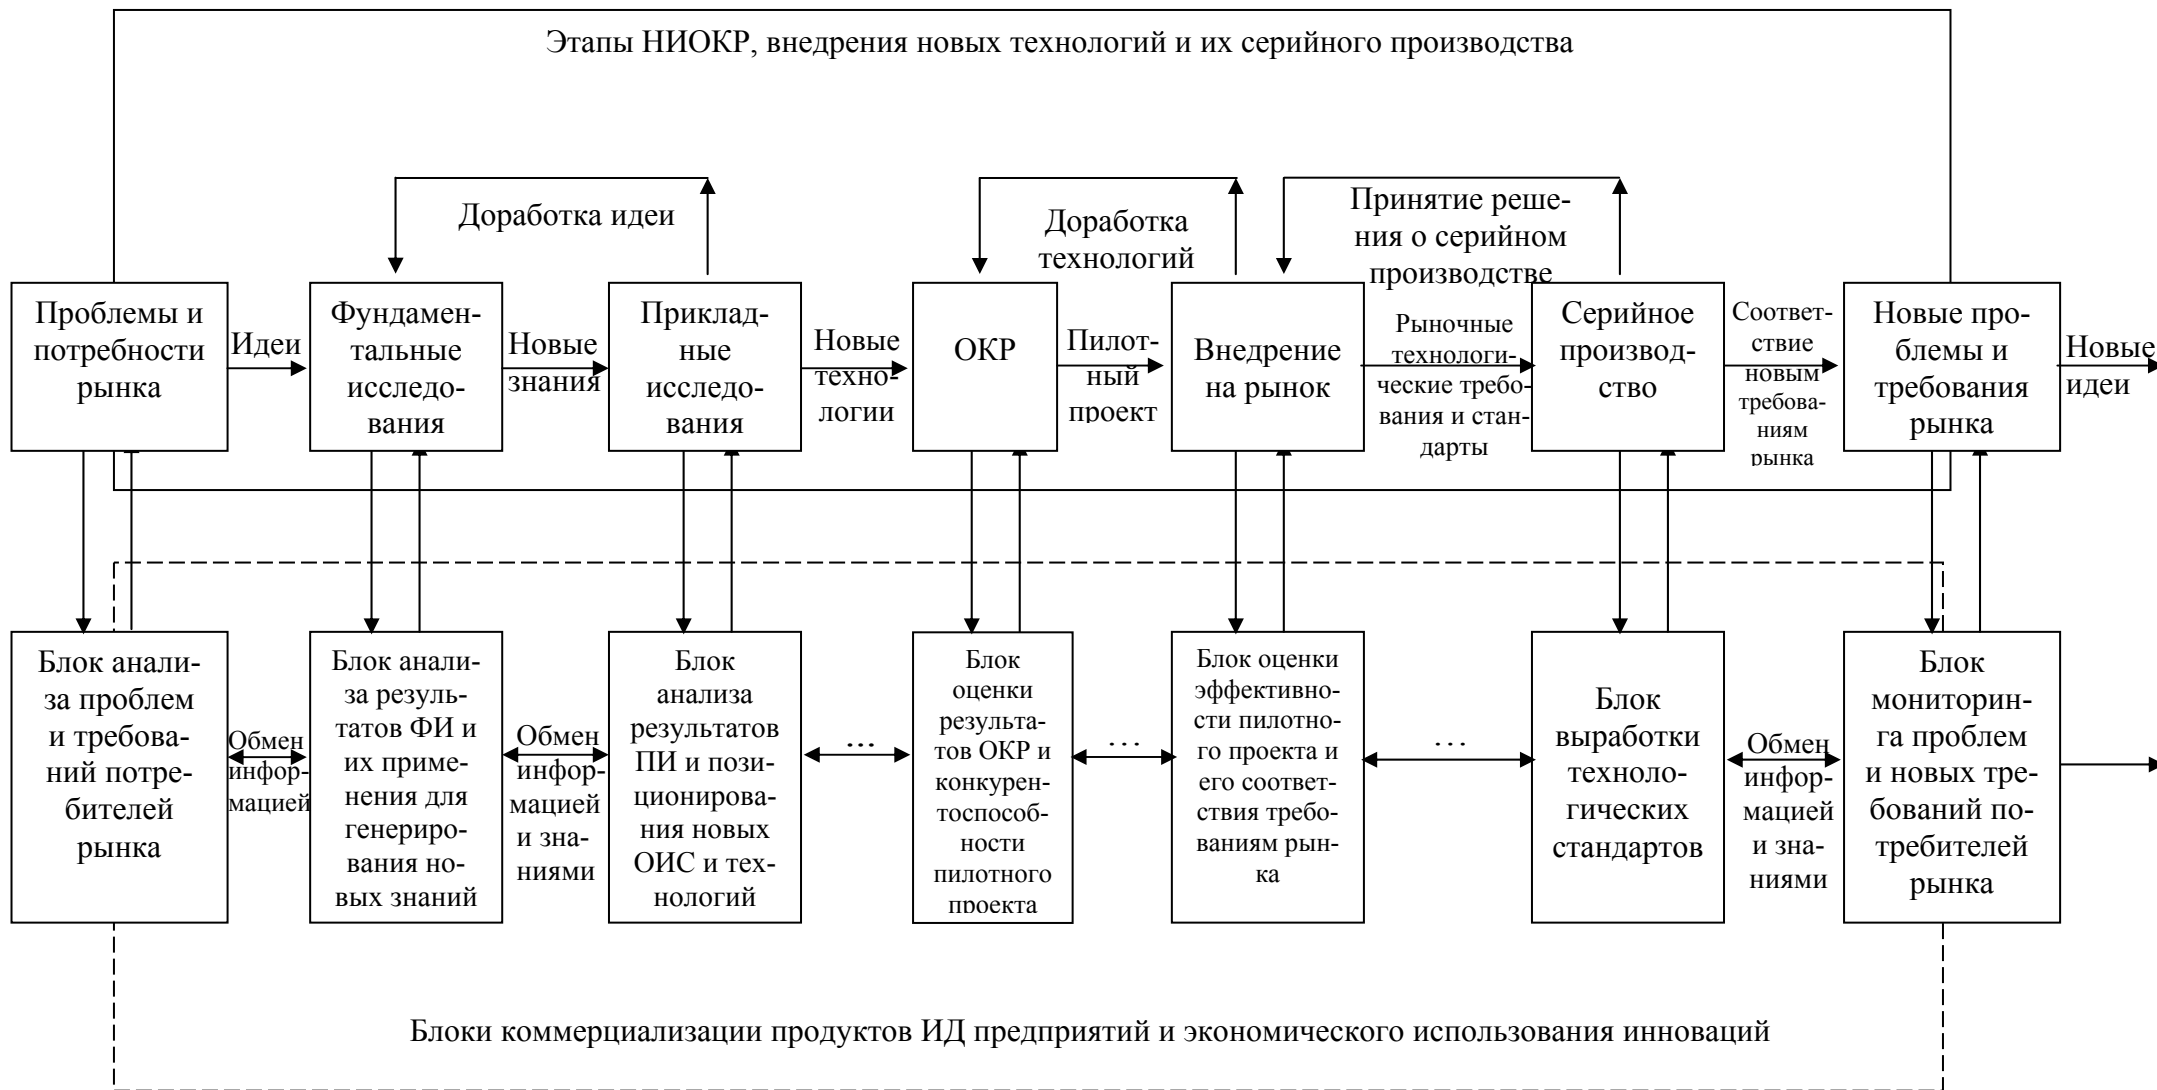 Этапы НИОКР, внедрения новых технологий и их серийного производства
Доработка идеи
Доработка
технологий
Принятие реше-
ния о серийном
производстве
Проблемы и
потребности
рынка
Идеи
Фундамен-
тальные
исследо-
вания
Новые
знания
Приклад-
ные
исследо-
вания
Новые
техно-
логии
ОКР
Пилот-
ный
проект
Внедрение
на рынок
Рыночные
технологи-
ческие требо-
вания и стан-
дарты
Серийное
производ-
ство
Соответ-
ствие
новым
требова-
ниям
рынка
Новые про-
блемы и
требования
рынка
Новые
идеи
Блок анали-
за проблем
и требова-
ний потре-
бителей
рынка
Обмен
инфор-
мацией
Блок анали-
за резуль-
татов ФИ и
их приме-
нения для
генериро-
вания но-
вых знаний
Обмен
инфор-
мацией
и зна-
ниями
Блок
анализа
результатов
ПИ и пози-
ционирова-
ния новых
ОИС и тех-
нологий
...
Блок
оценки
результа-
тов ОКР и
конкурен-
тоспособ-
ности
пилотного
проекта
...
Блок оценки
эффективно-
сти пилотно-
го проекта и
его соответ-
ствия требо-
ваниям рын-
ка
...
Блок
выработки
техноло-
гических
стандартов
Обмен
инфор-
мацией
и зна-
ниями
Блок
мониторин-
га проблем
и новых тре-
бований по-
требителей
рынка
Блоки коммерциализации продуктов ИД предприятий и экономического использования инноваций